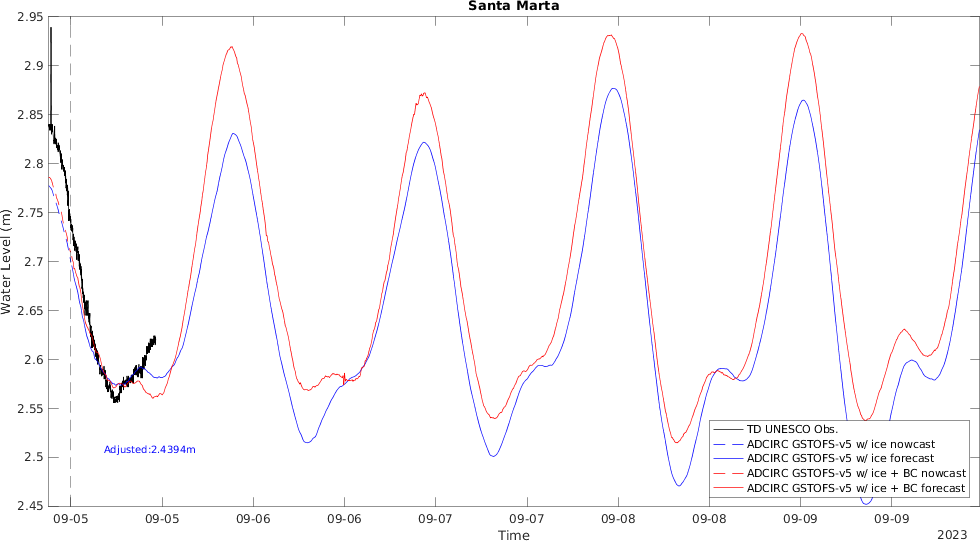 Santa Marta
2.95
2.9
2.85
2.8
2.75
2.7
2.65
2.6
2.55
2.5
2.45
Water Level (m)
Adjusted:2.4394m
TD UNESCO Obs.
ADCIRC GSTOFS-v5 w/ ice nowcast
ADCIRC GSTOFS-v5 w/ ice forecast
ADCIRC GSTOFS-v5 w/ ice + BC nowcast
ADCIRC GSTOFS-v5 w/ ice + BC forecast
09-05 09-05 09-06 09-06 09-07 09-07 09-08 09-08 09-09 09-09
Time
2023